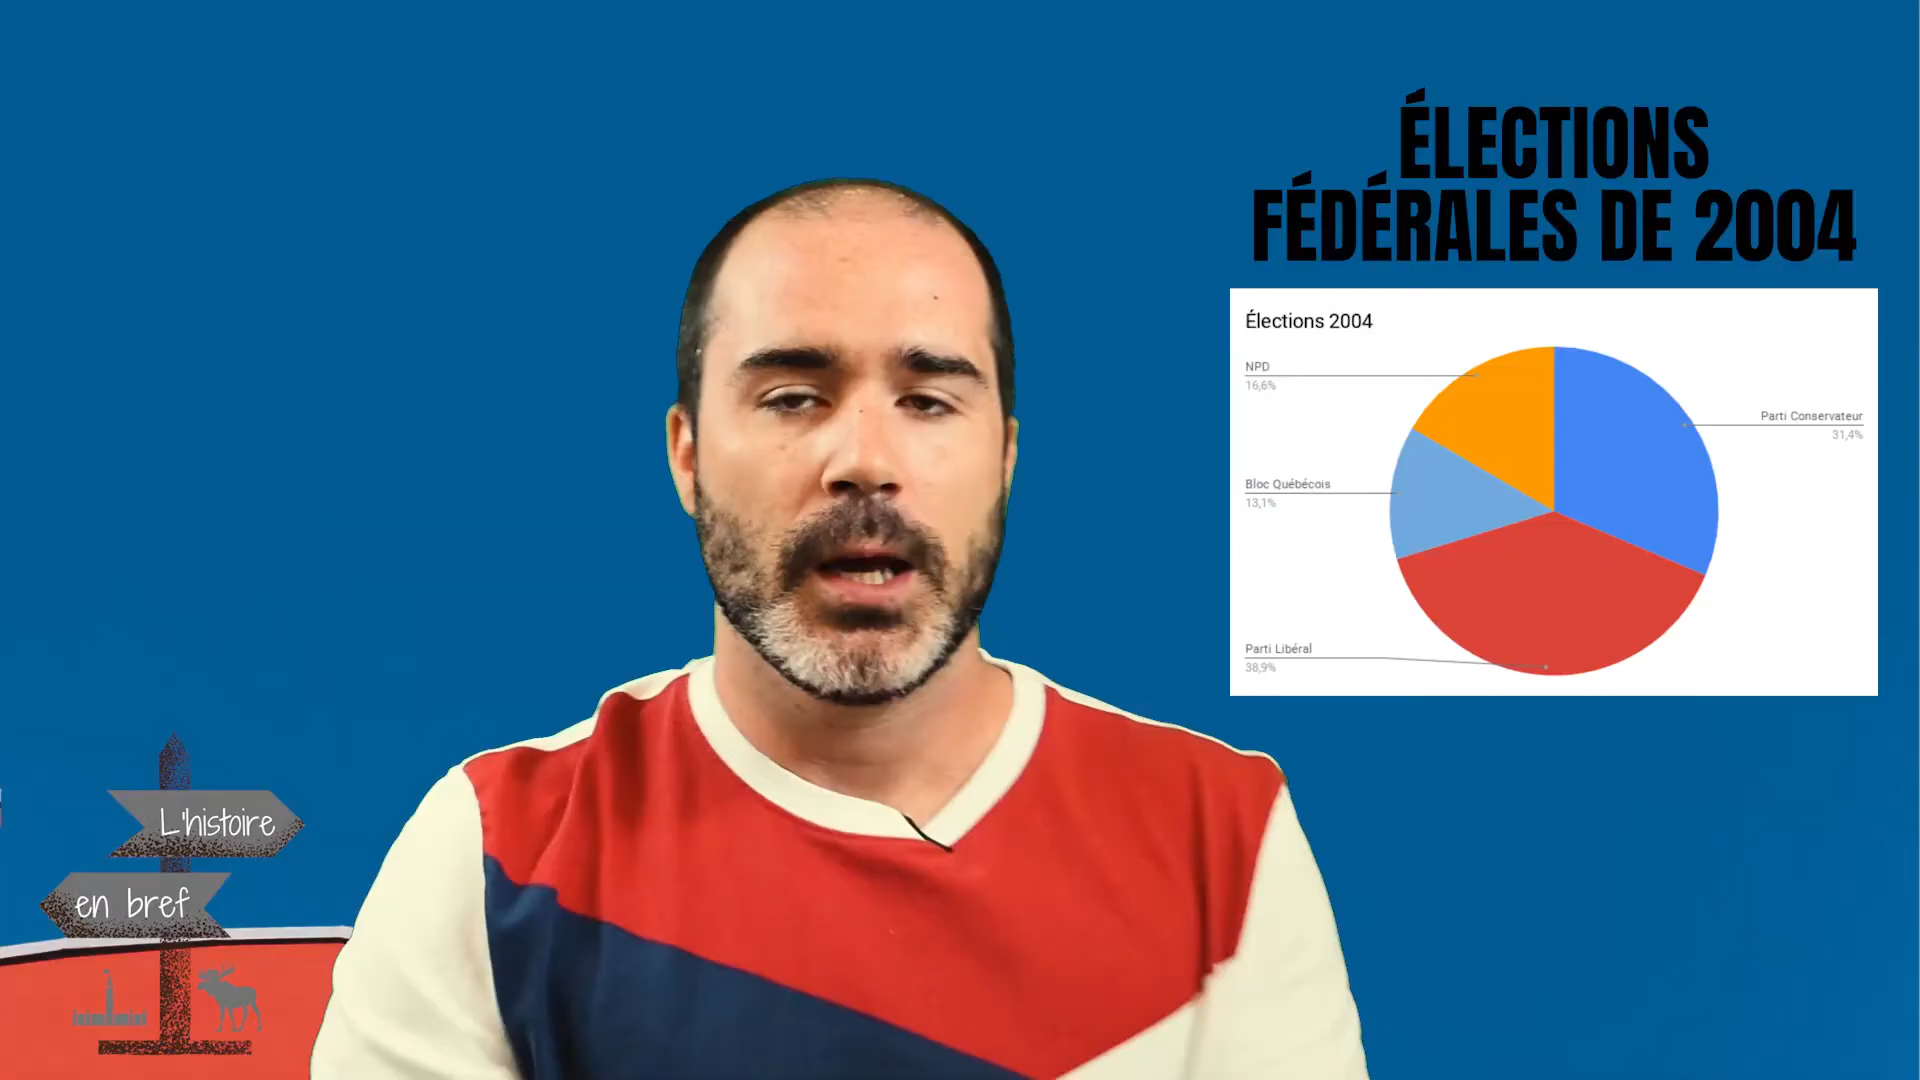 ÉLECTIONS
FÉDÉRALES DE 2004
Élections 2004
NPD
16,6%
Parti Conservateur
31,4%
Bloc Québécois
13,1%
Parti Libéral
38,9%
L'histoire
en bref